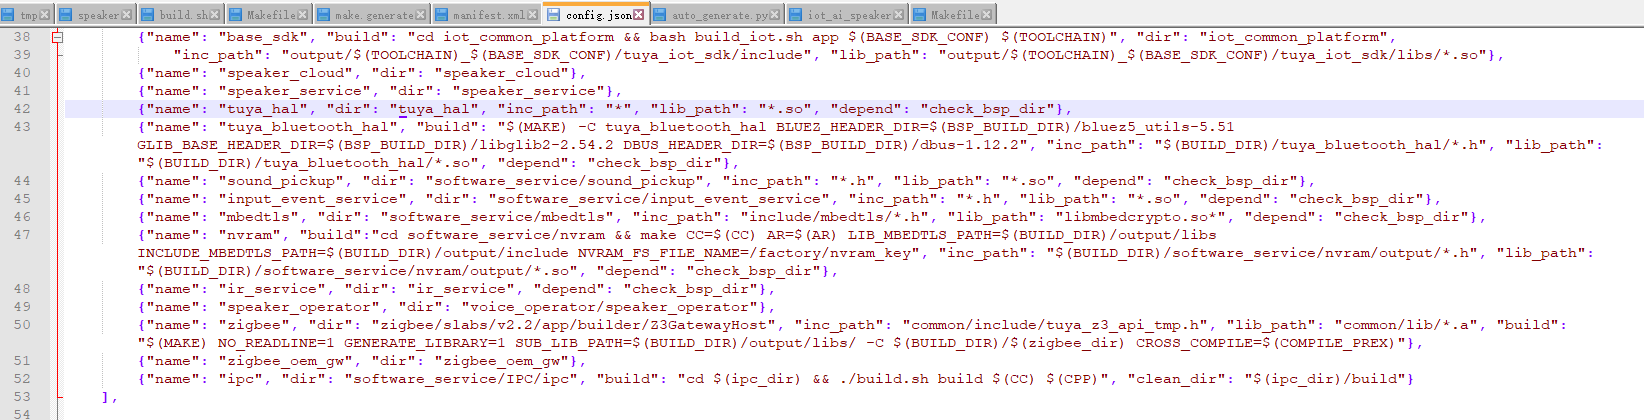 tmp speaker build.sh Makefile make.generate manifest.xml config.json auto_generate.py iot_ai_speaker Makefile
38 {"name": "base_sdk", "build": "cd iot_common_platform && bash build_iot.sh app $(BASE_SDK_CONF) $(TOOLCHAIN)", "dir": "iot_common_platform",
39 "inc_path": "output/$(TOOLCHAIN)_$(BASE_SDK_CONF)/tuya_iot_sdk/include", "lib_path": "output/$(TOOLCHAIN)_$(BASE_SDK_CONF)/tuya_iot_sdk/libs/*.so"},
40 {"name": "speaker_cloud", "dir": "speaker_cloud"},
41 {"name": "speaker_service", "dir": "speaker_service"},
42 {"name": "tuya_hal", "dir": "tuya_hal", "inc_path": "*", "lib_path": "*.so", "depend": "check_bsp_dir"},
43 {"name": "tuya_bluetooth_hal", "build": "$(MAKE) -C tuya_bluetooth_hal BLUEZ_HEADER_DIR=$(BSP_BUILD_DIR)/bluez5_utils-5.51
GLIB_BASE_HEADER_DIR=$(BSP_BUILD_DIR)/libglib2-2.54.2 DBUS_HEADER_DIR=$(BSP_BUILD_DIR)/dbus-1.12.2", "inc_path": "$(BUILD_DIR)/tuya_bluetooth_hal/*.h", "lib_path":
"$(BUILD_DIR)/tuya_bluetooth_hal/*.so", "depend": "check_bsp_dir"},
44 {"name": "sound_pickup", "dir": "software_service/sound_pickup", "inc_path": "*.h", "lib_path": "*.so", "depend": "check_bsp_dir"},
45 {"name": "input_event_service", "dir": "software_service/input_event_service", "inc_path": "*.h", "lib_path": "*.so", "depend": "check_bsp_dir"},
46 {"name": "mbedtls", "dir": "software_service/mbedtls", "inc_path": "include/mbedtls/*.h", "lib_path": "libmbedcrypto.so*", "depend": "check_bsp_dir"},
47 {"name": "nvram", "build":"cd software_service/nvram && make CC=$(CC) AR=$(AR) LIB_MBEDTLS_PATH=$(BUILD_DIR)/output/libs
INCLUDE_MBEDTLS_PATH=$(BUILD_DIR)/output/include NVRAM_FS_FILE_NAME=/factory/nvram_key", "inc_path": "$(BUILD_DIR)/software_service/nvram/output/*.h", "lib_path":
"$(BUILD_DIR)/software_service/nvram/output/*.so", "depend": "check_bsp_dir"},
48 {"name": "ir_service", "dir": "ir_service", "depend": "check_bsp_dir"},
49 {"name": "speaker_operator", "dir": "voice_operator/speaker_operator"},
50 {"name": "zigbee", "dir": "zigbee/slabs/v2.2/app/builder/Z3GatewayHost", "inc_path": "common/include/tuya_z3_api_tmp.h", "lib_path": "common/lib/*.a", "build":
"$(MAKE) NO_READLINE=1 GENERATE_LIBRARY=1 SUB_LIB_PATH=$(BUILD_DIR)/output/libs/ -C $(BUILD_DIR)/$(zigbee_dir) CROSS_COMPILE=$(COMPILE_PREX)"},
51 {"name": "zigbee_oem_gw", "dir": "zigbee_oem_gw"},
52 {"name": "ipc", "dir": "software_service/IPC/ipc", "build": "cd $(ipc_dir) && ./build.sh build $(CC) $(CPP)", "clean_dir": "$(ipc_dir)/build"}
53 ],
54